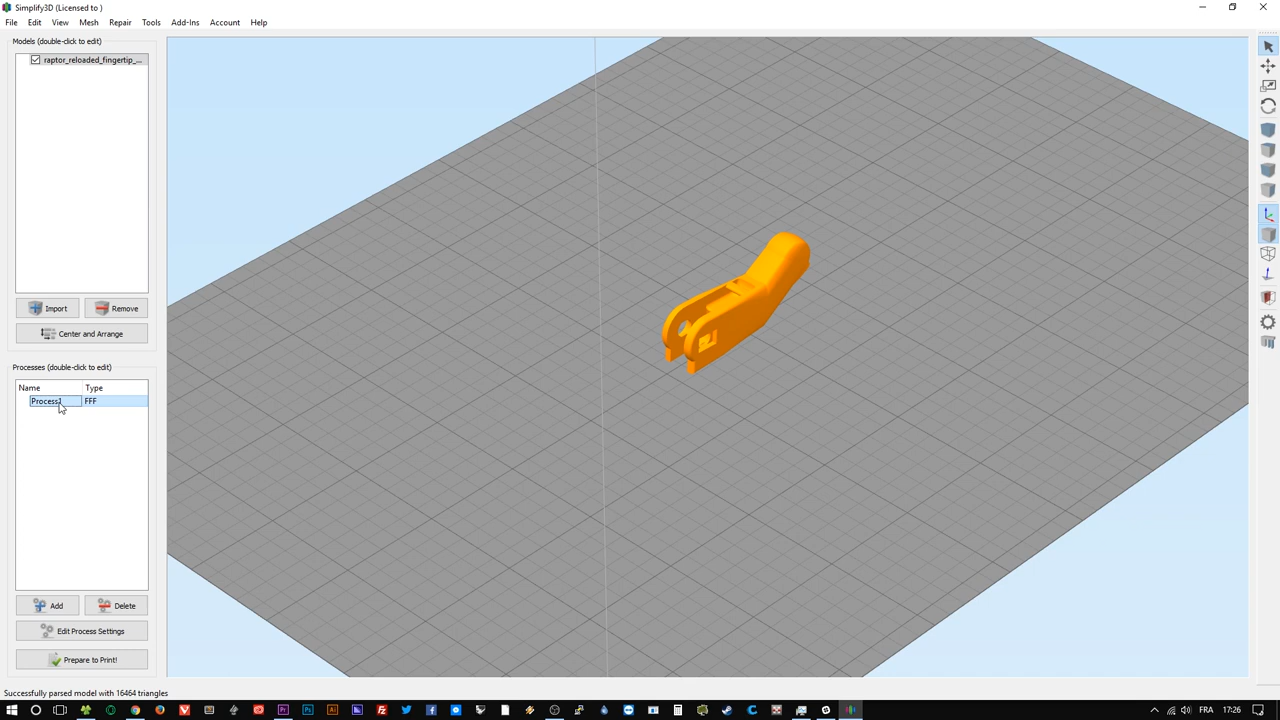 Simplify3D (Licensed to )
File Edit View Mesh Repair Tools Add-Ins Account Help
Models (double-click to edit)
raptor_reloaded_fingertip_...
Import Remove
Center and Arrange
Processes (double-click to edit)
Name Type
Process1 FFF
Add Delete
Edit Process Settings
Prepare to Print!
Successfully parsed model with 16464 triangles
FRA 17:26